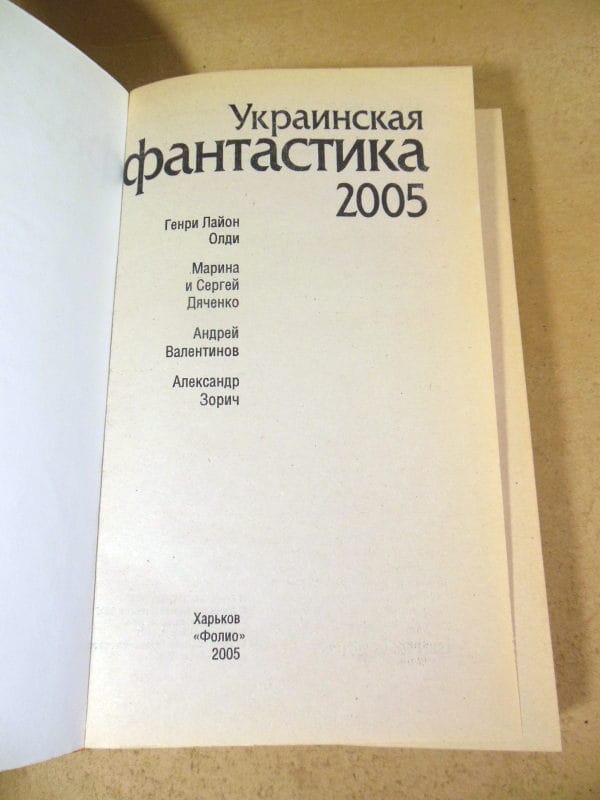 Украинская
фантастика
2005
Генри Лайон
Олди
Марина
и Сергей
Дяченко
Андрей
Валентинов
Александр
Зорич
Харьков
«Фолио»
2005